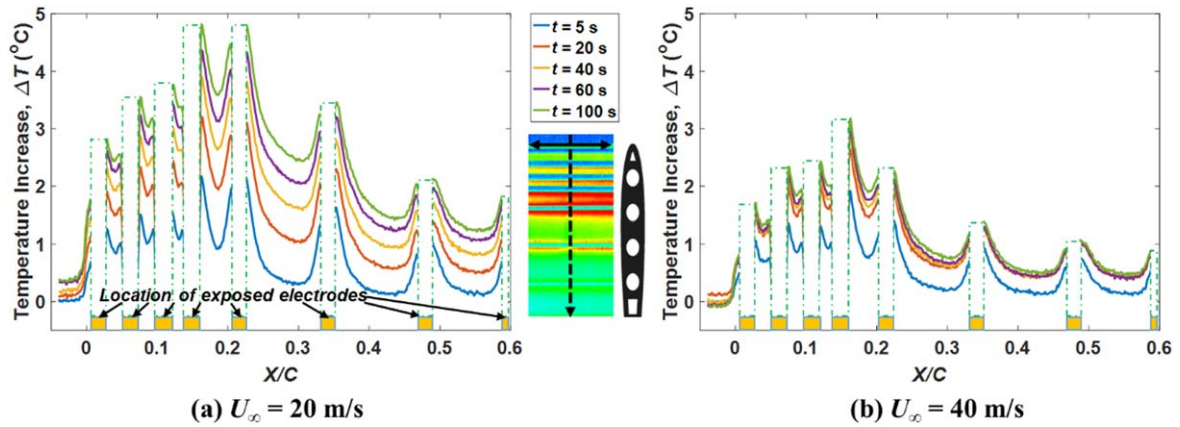 5
4
3
2
1
0
Temperature Increase, ΔT (°C)
Location of exposed electrodes
0 0.1 0.2 0.3 0.4 0.5 0.6
X/C
(a) U∞ = 20 m/s
t = 5 s
t = 20 s
t = 40 s
t = 60 s
t = 100 s
5
4
3
2
1
0
Temperature Increase, ΔT (°C)
0 0.1 0.2 0.3 0.4 0.5 0.6
X/C
(b) U∞ = 40 m/s